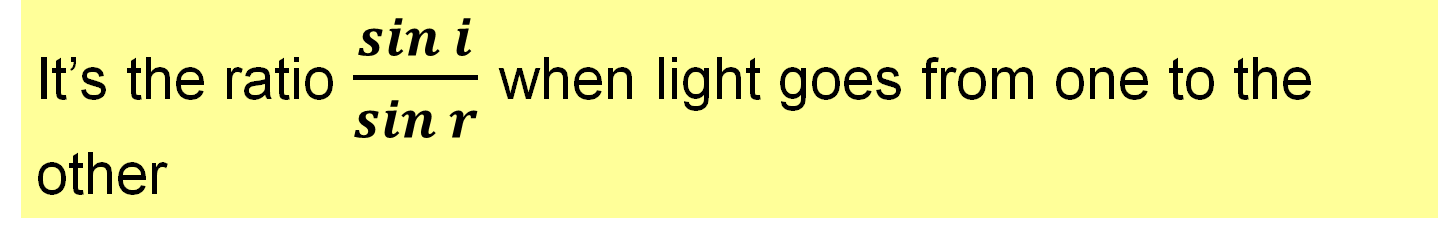 It’s the ratio sin i / sin r when light goes from one to the
other